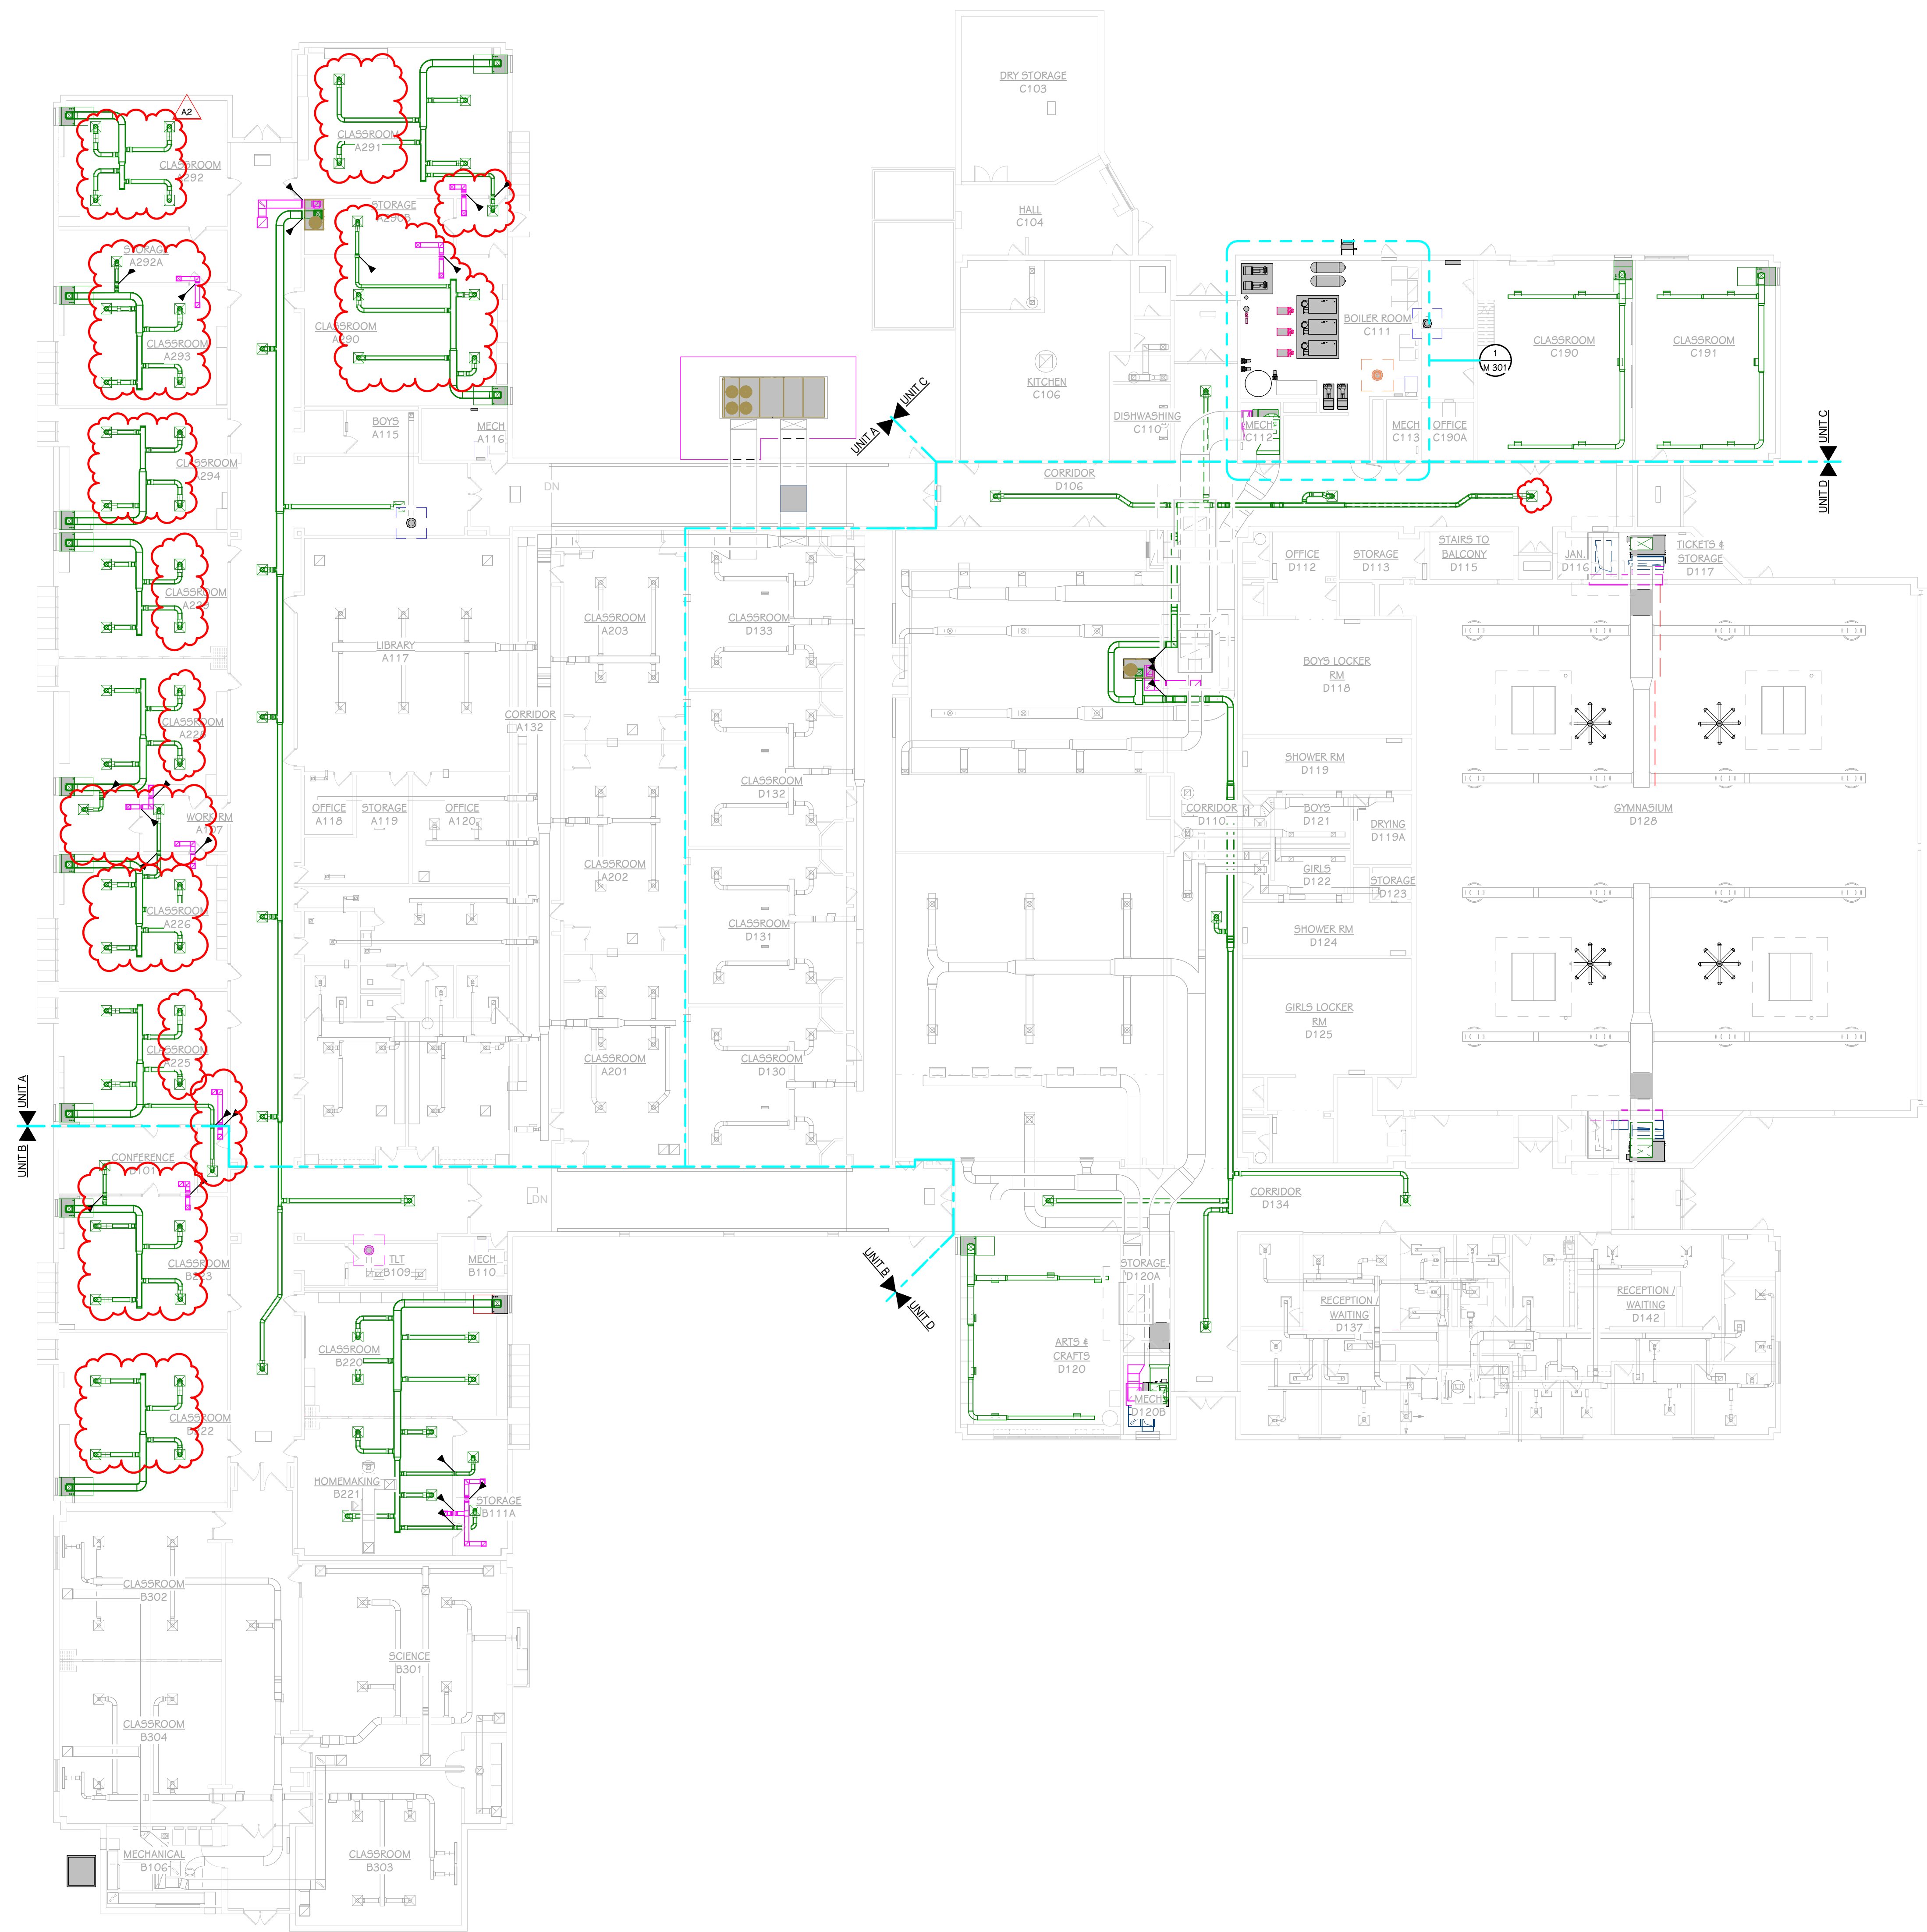 DRY STORAGE
C103
A2
CLASSROOM
A291
CLASSROOM
A292
STORAGE
A290B
HALL
C104
STORAGE
A292A
CLASSROOM
A293
CLASSROOM
A290
BOILER ROOM
C111
CLASSROOM
C190
CLASSROOM
C191
1
M 301
KITCHEN
C106
UNIT C
UNIT A
DISHWASHING
C110
MECH
C112
MECH
C113
OFFICE
C190A
UNIT C
UNIT D
BOYS
A115
MECH
A116
CLASSROOM
A294
DN
CORRIDOR
D106
OFFICE
D112
STORAGE
D113
STAIRS TO
BALCONY
D115
JAN.
D116
TICKETS &
STORAGE
D117
CLASSROOM
LIBRARY
A117
CLASSROOM
A203
CLASSROOM
D133
BOYS LOCKER
RM
D118
CLASSROOM
CORRIDOR
A132
SHOWER RM
D119
CLASSROOM
D132
WORK RM
A107
OFFICE
A118
STORAGE
A119
OFFICE
A120
CORRIDOR
D110
BOYS
D121
DRYING
D119A
GYMNASIUM
D128
CLASSROOM
A202
GIRLS
D122
STORAGE
D123
CLASSROOM
A226
CLASSROOM
D131
SHOWER RM
D124
GIRLS LOCKER
RM
D125
CLASSROOM
A225
CLASSROOM
A201
CLASSROOM
D130
UNIT A
UNIT B
CONFERENCE
B101
DN
CORRIDOR
D134
CLASSROOM
B223
TLT
B109
MECH
B110
UNIT B
UNIT D
STORAGE
D120A
RECEPTION /
WAITING
D137
RECEPTION /
WAITING
D142
CLASSROOM
B220
ARTS &
CRAFTS
D120
MECH
D120B
CLASSROOM
B222
HOMEMAKING
B221
STORAGE
B111A
CLASSROOM
B302
SCIENCE
B301
CLASSROOM
B304
MECHANICAL
B106
CLASSROOM
B303